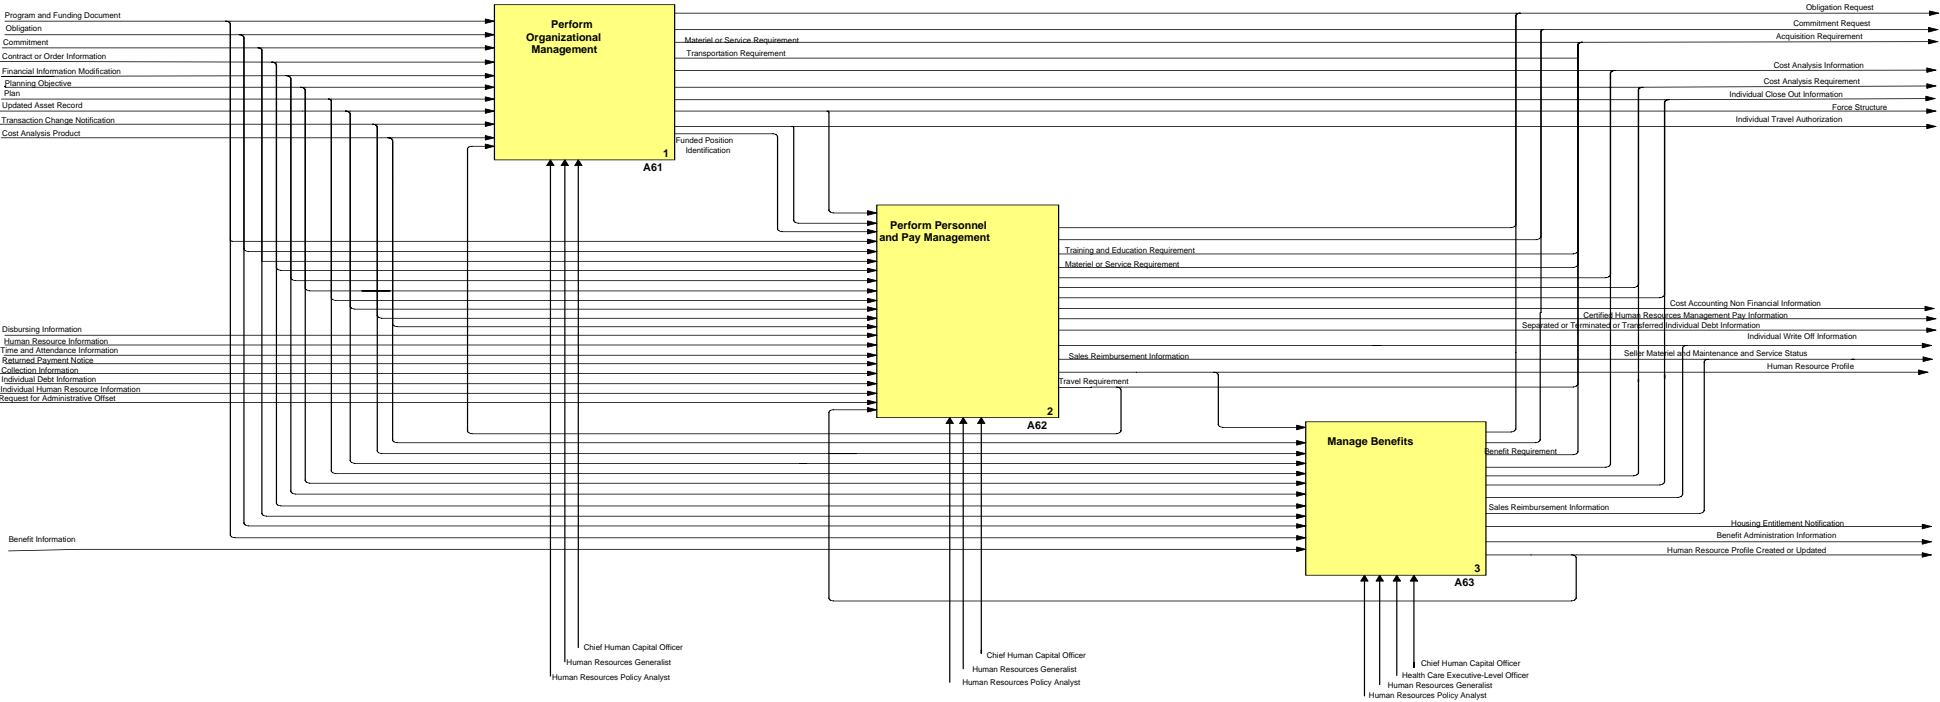 Program and Funding Document
Obligation
Commitment
Contract or Order Information
Financial Information Modification
Planning Objective
Plan
Updated Asset Record
Transaction Change Notification
Cost Analysis Product
Perform
Organizational
Management
1
A61
Materiel or Service Requirement
Transportation Requirement
Funded Position
Identification
Obligation Request
Commitment Request
Acquisition Requirement
Cost Analysis Information
Cost Analysis Requirement
Individual Close Out Information
Force Structure
Individual Travel Authorization
Perform Personnel
and Pay Management
2
A62
Training and Education Requirement
Materiel or Service Requirement
Sales Reimbursement Information
Travel Requirement
Disbursing Information
Human Resource Information
Time and Attendance Information
Returned Payment Notice
Collection Information
Individual Debt Information
Individual Human Resource Information
Request for Administrative Offset
Cost Accounting Non Financial Information
Certified Human Resources Management Pay Information
Separated or Terminated or Transferred Individual Debt Information
Individual Write Off Information
Seller Materiel and Maintenance and Service Status
Human Resource Profile
Manage Benefits
3
A63
Benefit Requirement
Sales Reimbursement Information
Housing Entitlement Notification
Benefit Administration Information
Human Resource Profile Created or Updated
Benefit Information
Chief Human Capital Officer
Human Resources Generalist
Human Resources Policy Analyst
Chief Human Capital Officer
Human Resources Generalist
Human Resources Policy Analyst
Chief Human Capital Officer
Health Care Executive-Level Officer
Human Resources Generalist
Human Resources Policy Analyst